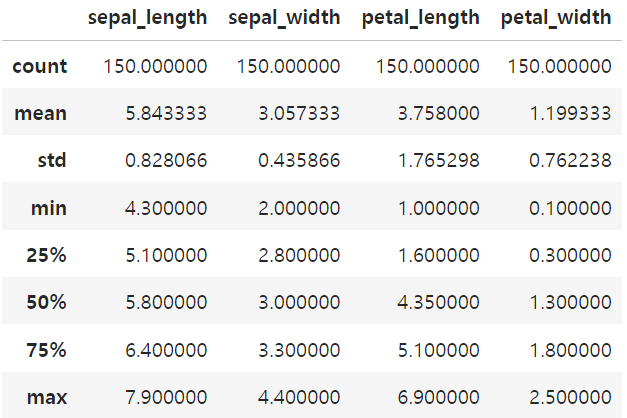 sepal_length sepal_width petal_length petal_width
count 150.000000 150.000000 150.000000 150.000000
mean 5.843333 3.057333 3.758000 1.199333
std 0.828066 0.435866 1.765298 0.762238
min 4.300000 2.000000 1.000000 0.100000
25% 5.100000 2.800000 1.600000 0.300000
50% 5.800000 3.000000 4.350000 1.300000
75% 6.400000 3.300000 5.100000 1.800000
max 7.900000 4.400000 6.900000 2.500000